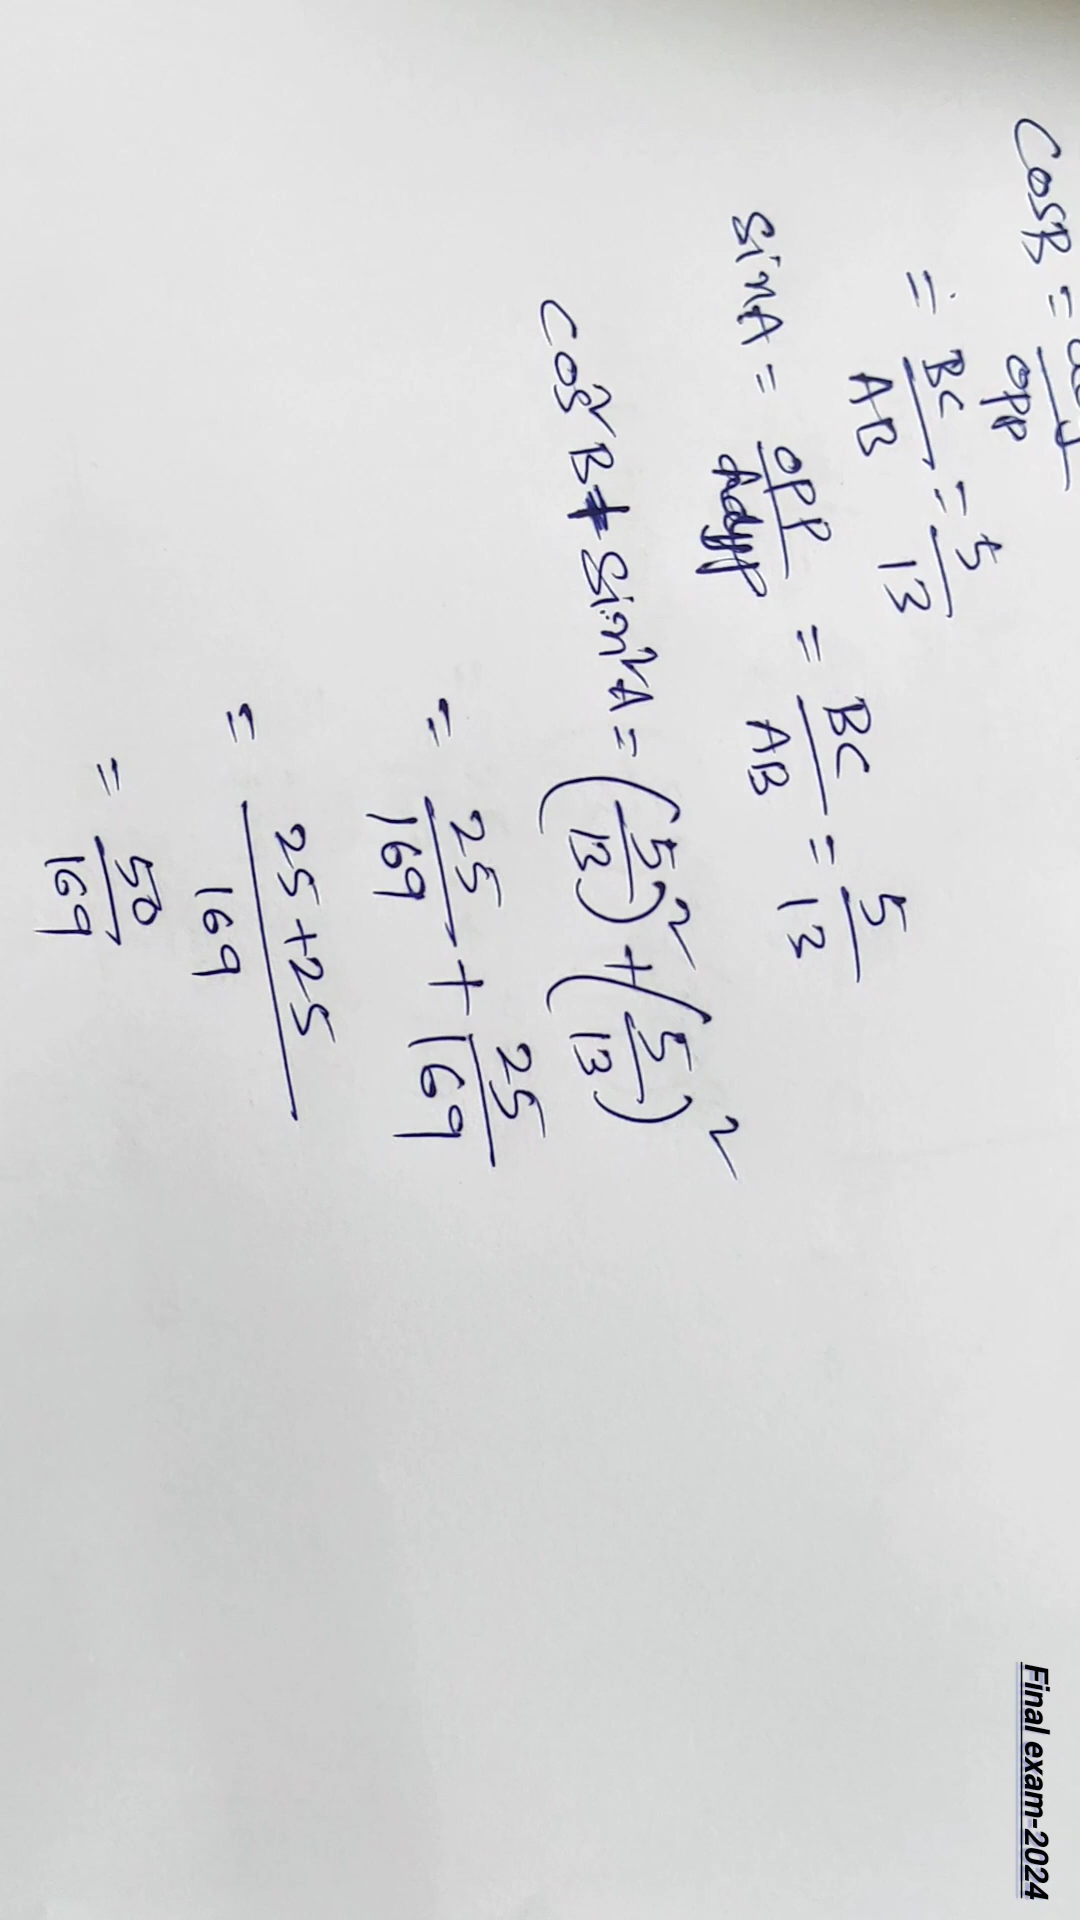 Final exam-2024
CosB =
opp
= BC/AB = 5/13
sinA = opp/hyp = BC/AB = 5/13
Cos²B + Sin²A = (5/13)² + (5/13)²
= 25/169 + 25/169
= 25+25/169
= 50/169